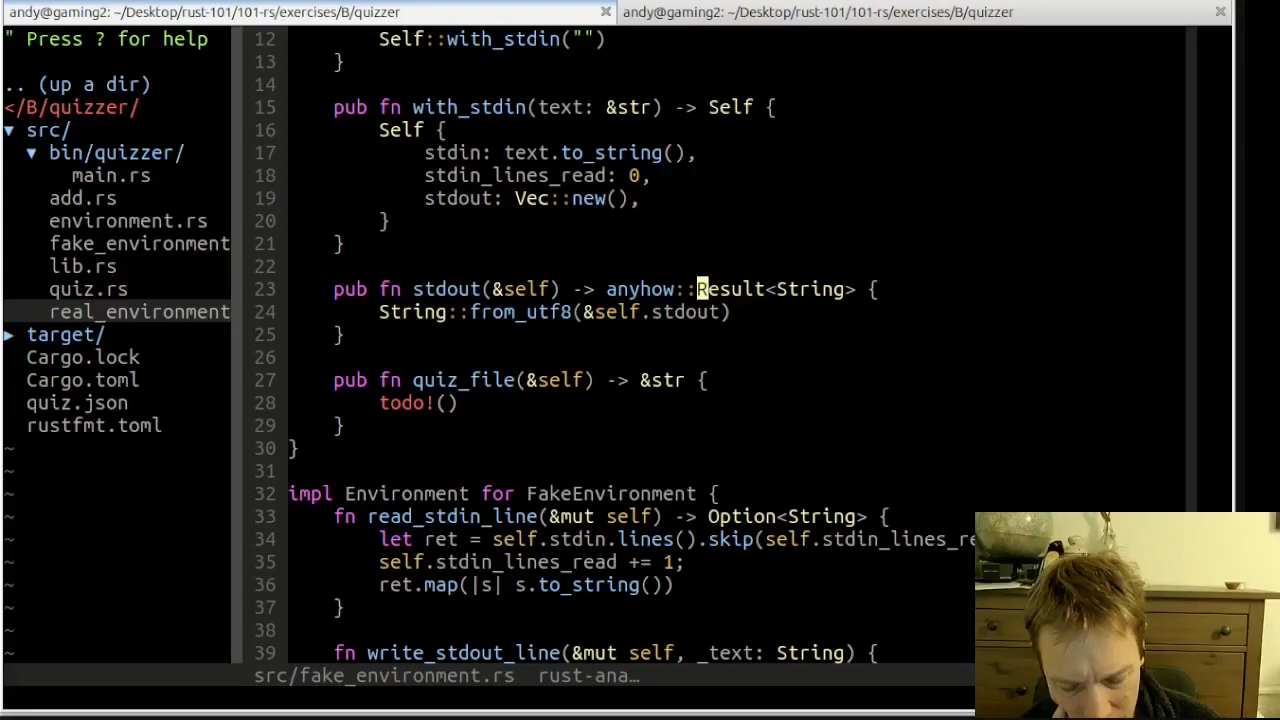 andy@gaming2: ~/Desktop/rust-101/101-rs/exercises/B/quizzer
andy@gaming2: ~/Desktop/rust-101/101-rs/exercises/B/quizzer
" Press ? for help
.. (up a dir)
</B/quizzer/
▼ src/
▼ bin/quizzer/
main.rs
add.rs
environment.rs
fake_environment
lib.rs
quiz.rs
real_environment
▶ target/
Cargo.lock
Cargo.toml
quiz.json
rustfmt.toml
~
~
~
~
~
~
~
~
~
~
12         Self::with_stdin("")
13     }
14
15     pub fn with_stdin(text: &str) -> Self {
16         Self {
17             stdin: text.to_string(),
18             stdin_lines_read: 0,
19             stdout: Vec::new(),
20         }
21     }
22
23     pub fn stdout(&self) -> anyhow::Result<String> {
24         String::from_utf8(&self.stdout)
25     }
26
27     pub fn quiz_file(&self) -> &str {
28         todo!()
29     }
30 }
31
32 impl Environment for FakeEnvironment {
33     fn read_stdin_line(&mut self) -> Option<String> {
34         let ret = self.stdin.lines().skip(self.stdin_lines_re
35         self.stdin_lines_read += 1;
36         ret.map(|s| s.to_string())
37     }
38
39     fn write_stdout_line(&mut self, _text: String) {
src/fake_environment.rs  rust-ana…